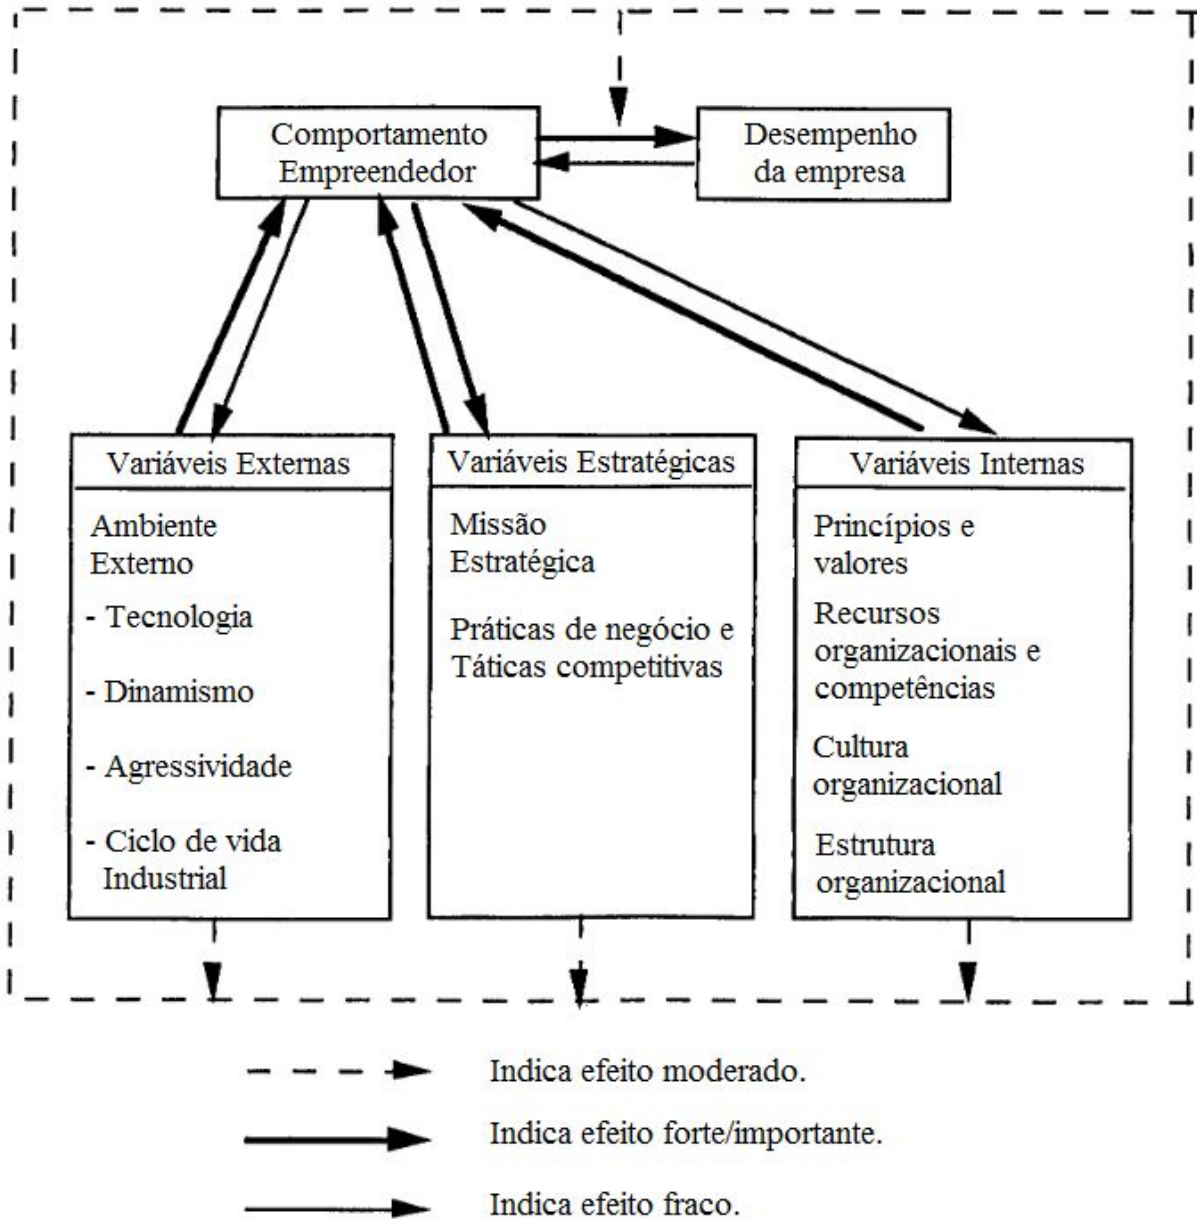 Comportamento
Empreendedor
Desempenho
da empresa
Variáveis Externas
Ambiente
Externo
- Tecnologia
- Dinamismo
- Agressividade
- Ciclo de vida
Industrial
Variáveis Estratégicas
Missão
Estratégica
Práticas de negócio e
Táticas competitivas
Variáveis Internas
Princípios e
valores
Recursos
organizacionais e
competências
Cultura
organizacional
Estrutura
organizacional
Indica efeito moderado.
Indica efeito forte/importante.
Indica efeito fraco.